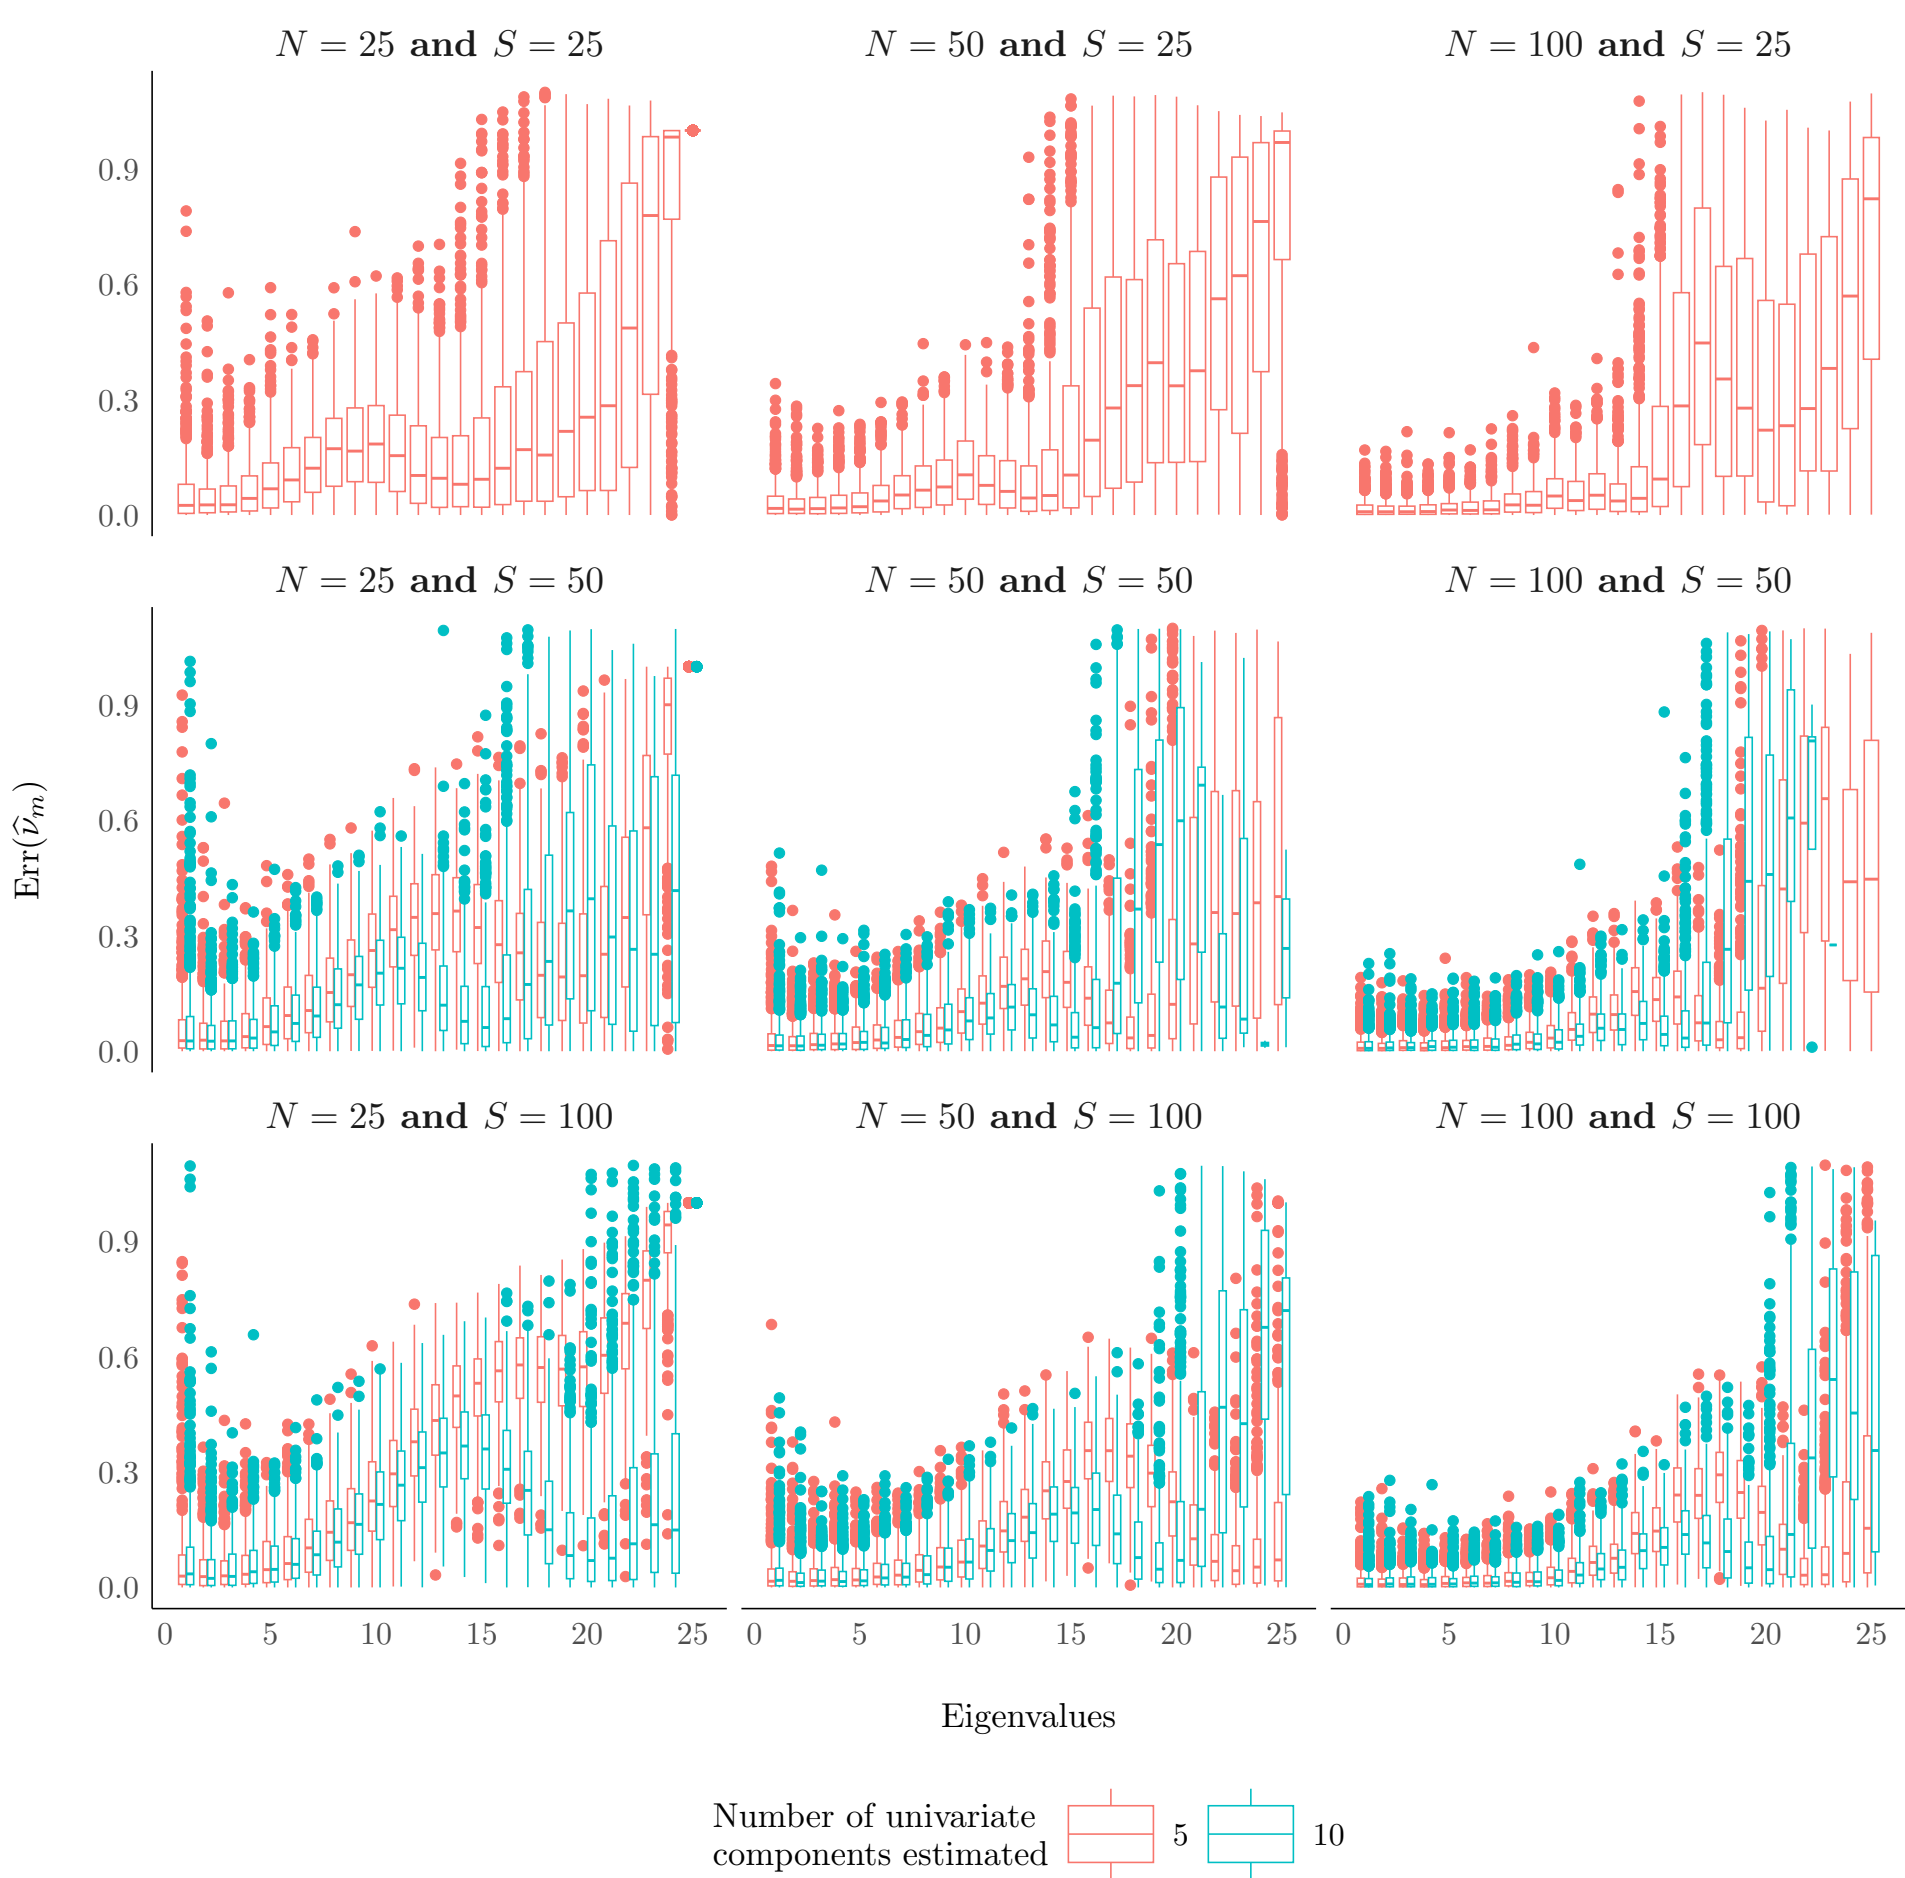 N = 25 and S = 25
N = 50 and S = 25
N = 100 and S = 25
0.9
0.6
0.3
0.0
N = 25 and S = 50
N = 50 and S = 50
N = 100 and S = 50
0.9
0.6
0.3
0.0
Err(ν̂ₘ)
N = 25 and S = 100
N = 50 and S = 100
N = 100 and S = 100
0.9
0.6
0.3
0.0
0 5 10 15 20 25
0 5 10 15 20 25
0 5 10 15 20 25
Eigenvalues
Number of univariate
components estimated
5
10